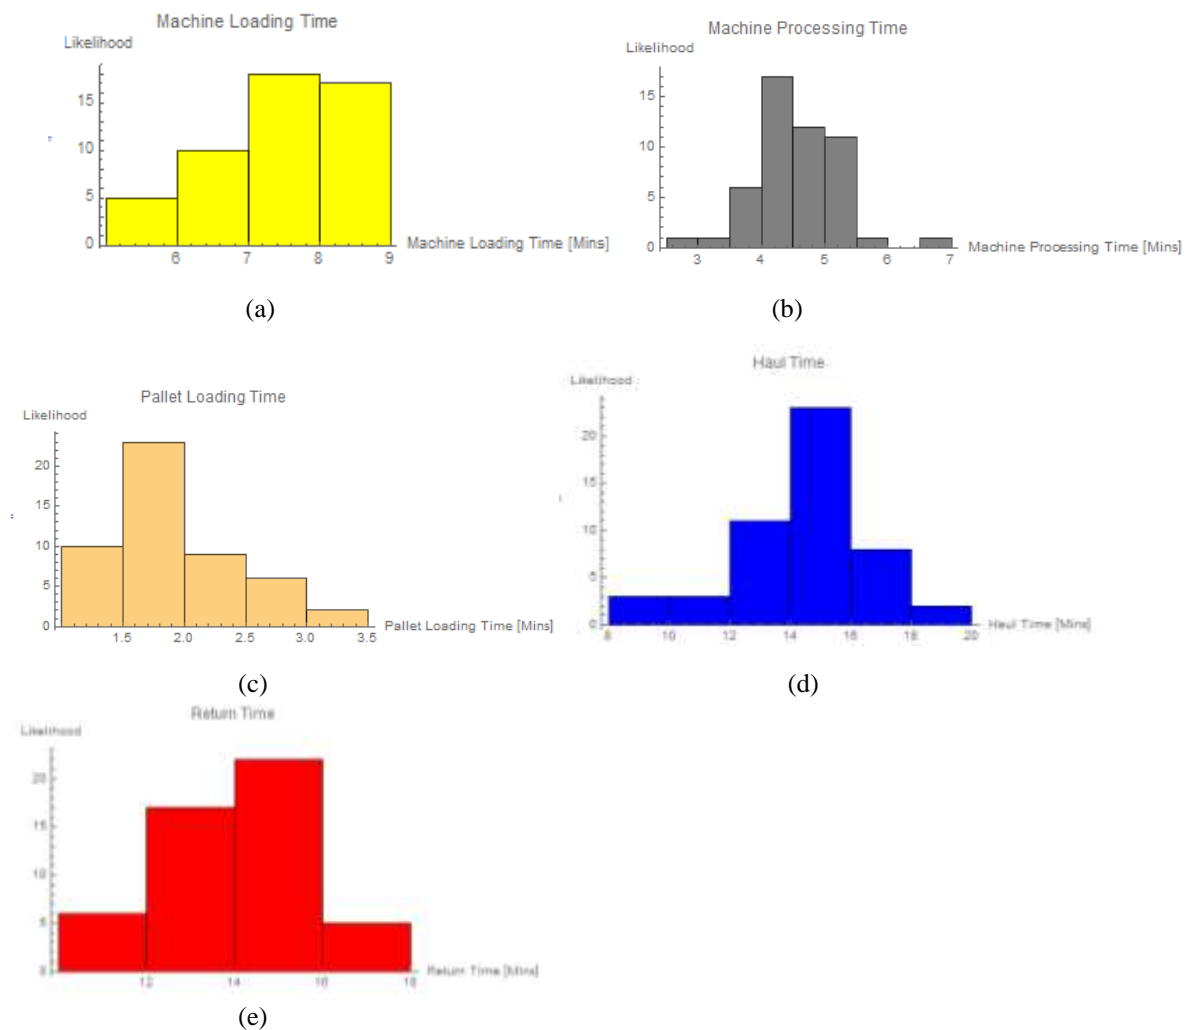 Machine Loading Time
Likelihood
15
10
5
0
6 7 8 9
Machine Loading Time [Mins]
(a)
Machine Processing Time
Likelihood
15
10
5
0
3 4 5 6 7
Machine Processing Time [Mins]
(b)
Pallet Loading Time
Likelihood
20
15
10
5
0
1.5 2.0 2.5 3.0 3.5
Pallet Loading Time [Mins]
(c)
Haul Time
Likelihood
20
15
10
5
0
8 10 12 14 16 18 20
Haul Time [Mins]
(d)
Return Time
Likelihood
20
15
10
5
0
12 14 16 18
Return Time [Mins]
(e)